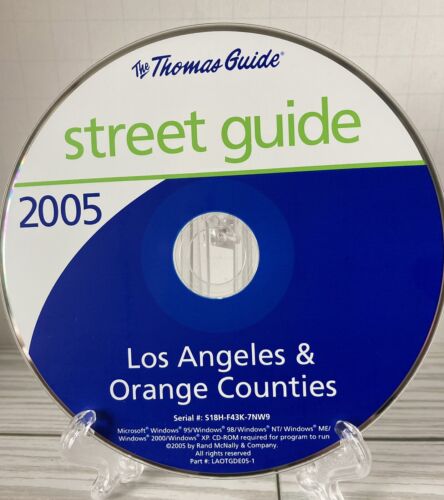 The Thomas Guide®
street guide
2005
Los Angeles &
Orange Counties
Serial #: S18H-F43K-7NW9
Microsoft® Windows® 95/Windows® 98/Windows® NT/ Windows® ME/
Windows® 2000/Windows® XP. CD-ROM required for program to run
©2005 by Rand McNally & Company.
All rights reserved
Part #: LAOTGDE05-1